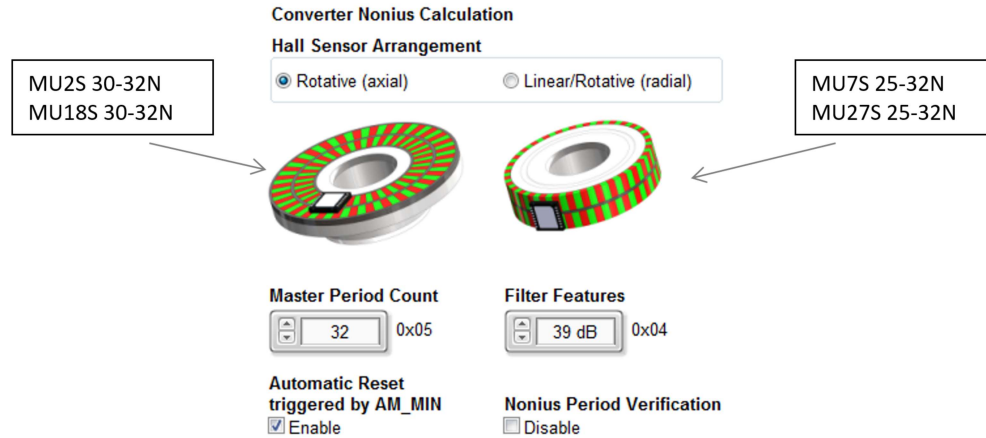 Converter Nonius Calculation
Hall Sensor Arrangement
Rotative (axial)
Linear/Rotative (radial)
MU2S 30-32N
MU18S 30-32N
MU7S 25-32N
MU27S 25-32N
Master Period Count
32
0x05
Filter Features
39 dB
0x04
Automatic Reset
triggered by AM_MIN
Enable
Nonius Period Verification
Disable